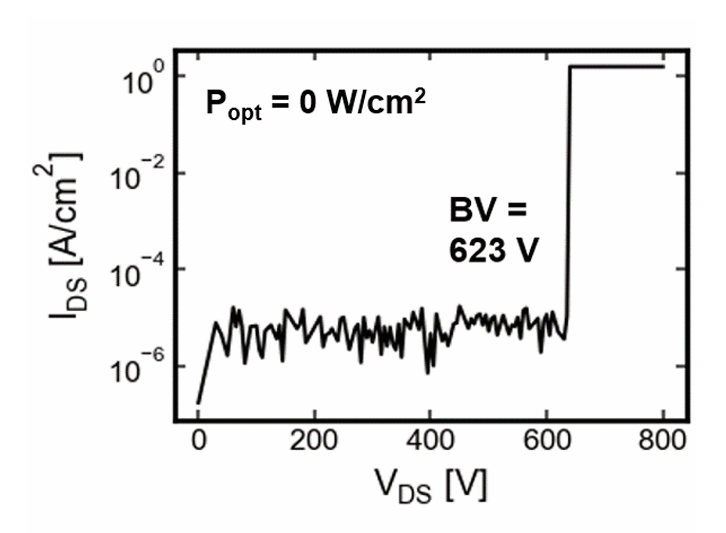 10⁰
10⁻²
10⁻⁴
10⁻⁶
I_DS [A/cm²]
P_opt = 0 W/cm²
BV =
623 V
0 200 400 600 800
V_DS [V]